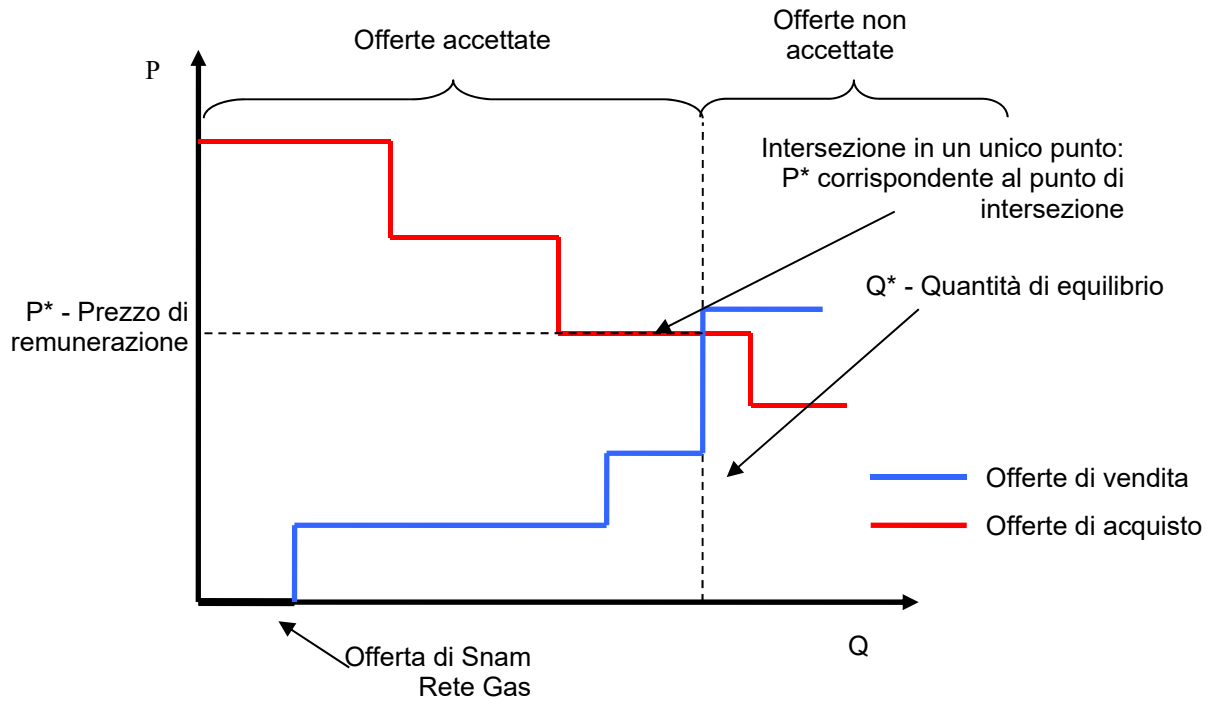 Offerte accettate
Offerte non
accettate
P
Intersezione in un unico punto:
P* corrispondente al punto di
intersezione
Q* - Quantità di equilibrio
P* - Prezzo di
remunerazione
Offerte di vendita
Offerte di acquisto
Q
Offerta di Snam
Rete Gas